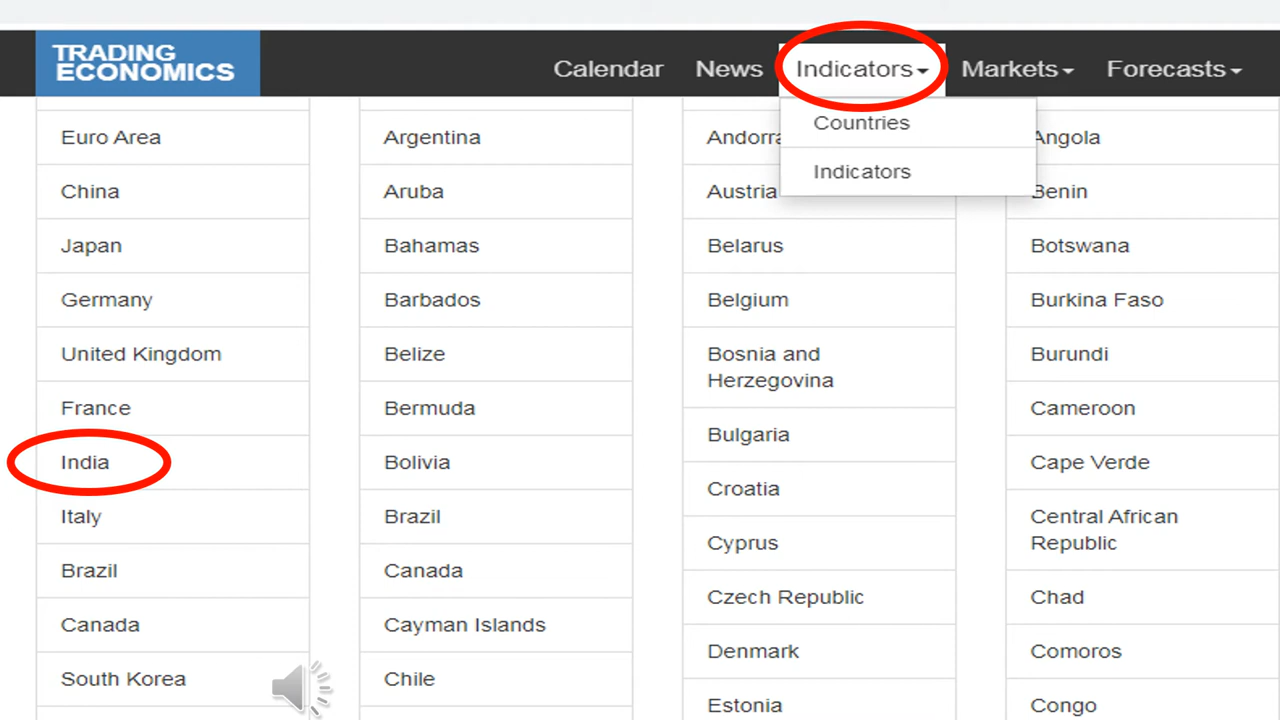 TRADING
ECONOMICS
Calendar News Indicators Markets Forecasts
Countries
Indicators
Euro Area
China
Japan
Germany
United Kingdom
France
India
Italy
Brazil
Canada
South Korea
Argentina
Aruba
Bahamas
Barbados
Belize
Bermuda
Bolivia
Brazil
Canada
Cayman Islands
Chile
Andorra
Austria
Belarus
Belgium
Bosnia and
Herzegovina
Bulgaria
Croatia
Cyprus
Czech Republic
Denmark
Estonia
Angola
Benin
Botswana
Burkina Faso
Burundi
Cameroon
Cape Verde
Central African
Republic
Chad
Comoros
Congo